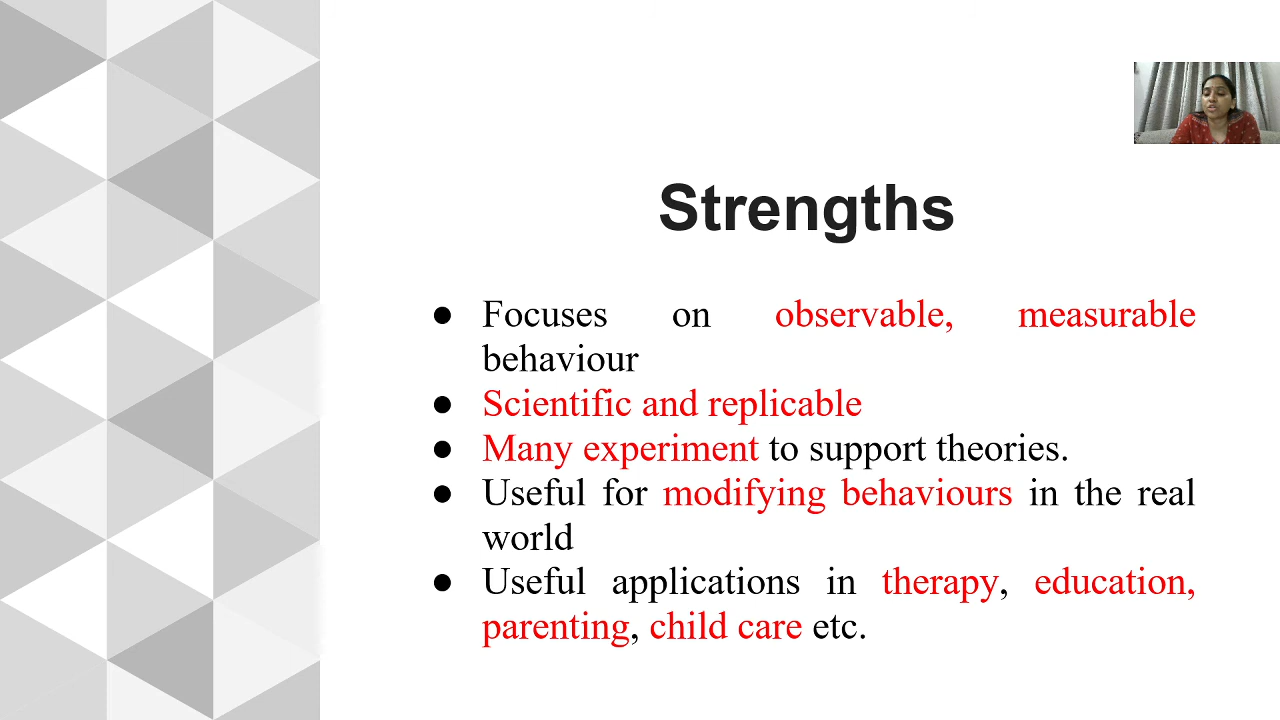 Strengths
● Focuses on observable, measurable
behaviour
● Scientific and replicable
● Many experiment to support theories.
● Useful for modifying behaviours in the real
world
● Useful applications in therapy, education,
parenting, child care etc.